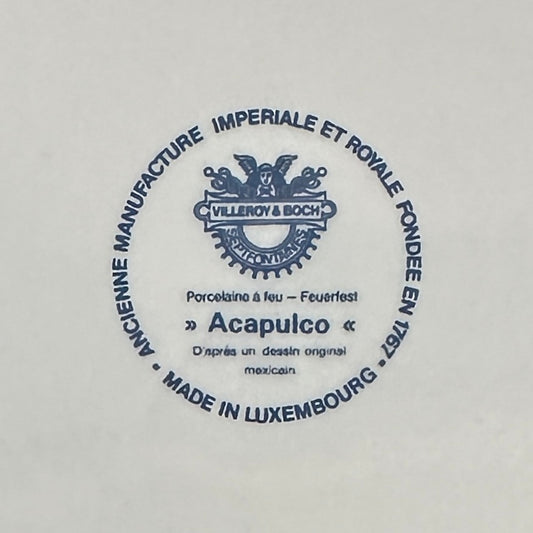 ANCIENNE MANUFACTURE IMPERIALE ET ROYALE FONDEE EN 1767 •
MADE IN LUXEMBOURG •
VILLEROY & BOCH
SEPTFONTAINES
Porcelaine à feu – Feuerfest
» Acapulco «
D'après un dessin original
mexicain